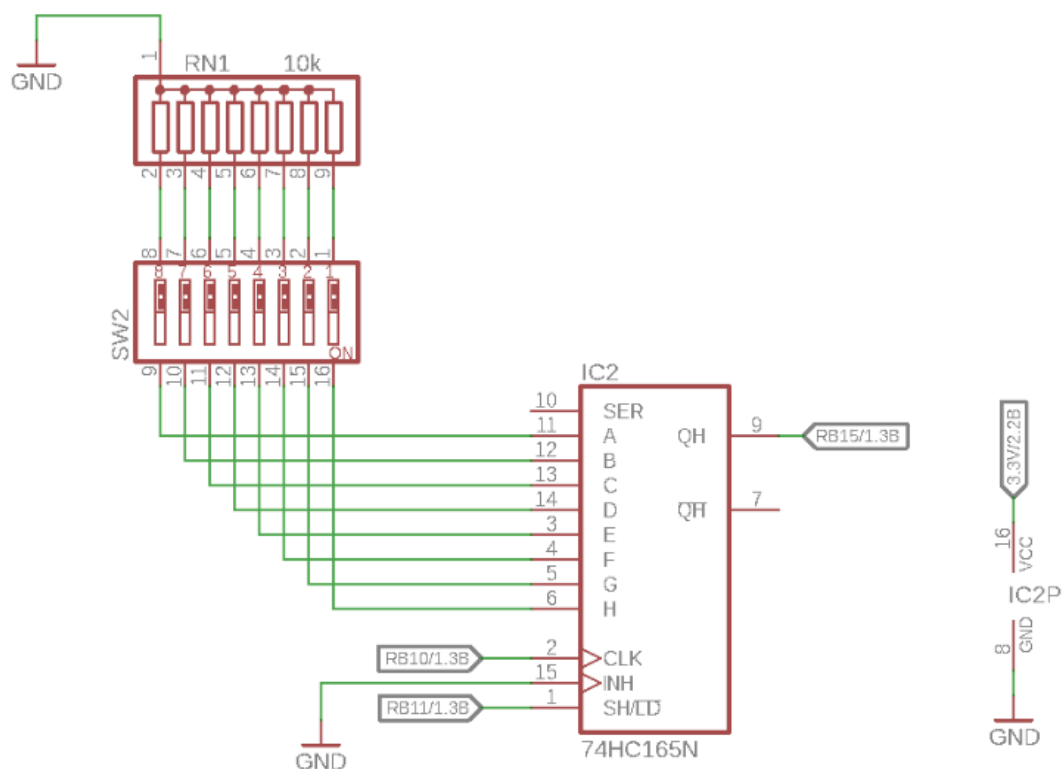 GND
1
RN1 10k
2 3 4 5 6 7 8 9
8 7 6 5 4 3 2 1
8 7 6 5 4 3 2 1
SW2
ON
9 10 11 12 13 14 15 16
IC2
10 SER
11 A
12 B
13 C
14 D
3 E
4 F
5 G
6 H
RB10/1.3B 2 CLK
15 INH
RB11/1.3B 1 SH/LD
QH 9 RB15/1.3B
QH 7
GND
74HC165N
3.3V/2.2B
16 VCC
IC2P
8 GND
GND